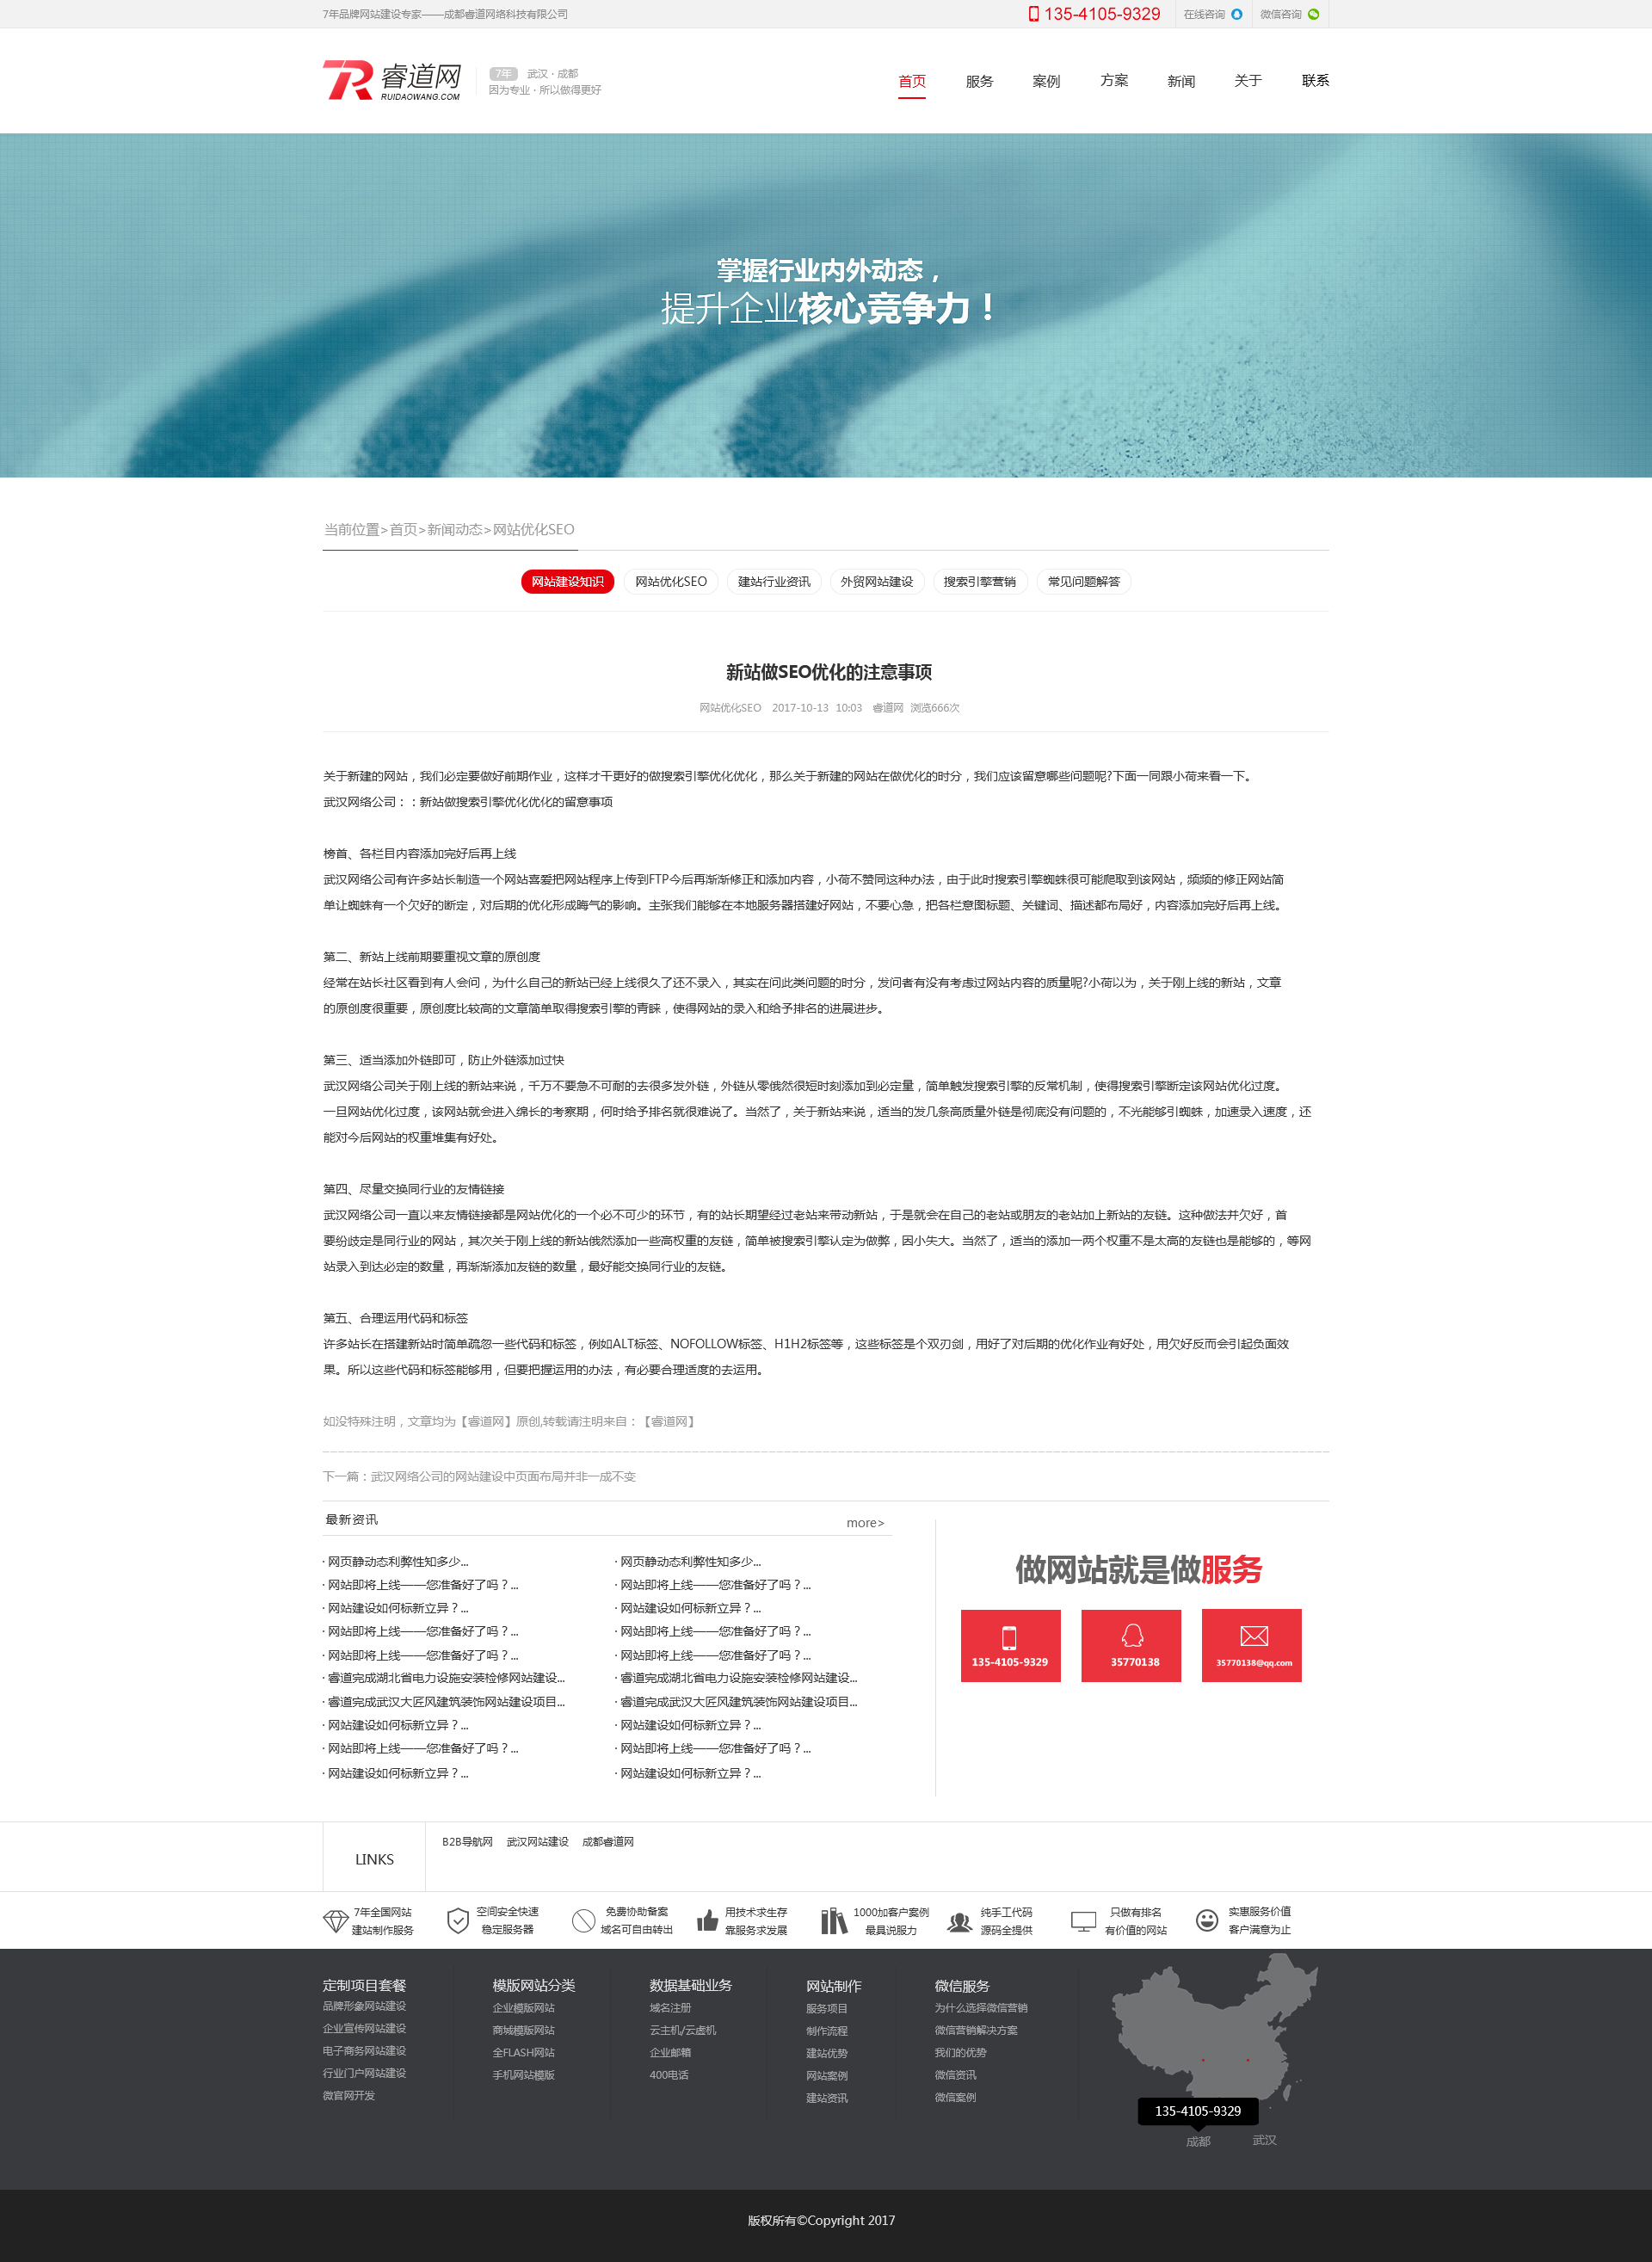 7年品牌网站建设专家——成都睿道网络科技有限公司
135-4105-9329 在线咨询 微信咨询
睿道网
RUIDAOWANG.COM
7年 武汉·成都
因为专业·所以做得更好
首页 服务 案例 方案 新闻 关于 联系
掌握行业内外动态，
提升企业核心竞争力！
当前位置>首页>新闻动态>网站优化SEO
网站建设知识 网站优化SEO 建站行业资讯 外贸网站建设 搜索引擎营销 常见问题解答
新站做SEO优化的注意事项
网站优化SEO 2017-10-13 10:03 睿道网 浏览666次
关于新建的网站，我们必定要做好前期作业，这样才干更好的做搜索引擎优化优化，那么关于新建的网站在做优化的时分，我们应该留意哪些问题呢?下面一同跟小荷来看一下。
武汉网络公司：：新站做搜索引擎优化优化的留意事项
榜首、各栏目内容添加完好后再上线
武汉网络公司有许多站长制造一个网站喜爱把网站程序上传到FTP今后再渐渐修正和添加内容，小荷不赞同这种办法，由于此时搜索引擎蜘蛛很可能爬取到该网站，频频的修正网站简
单让蜘蛛有一个欠好的断定，对后期的优化形成晦气的影响。主张我们能够在本地服务器搭建好网站，不要心急，把各栏意图标题、关键词、描述都布局好，内容添加完好后再上线。
第二、新站上线前期要重视文章的原创度
经常在站长社区看到有人会问，为什么自己的新站已经上线很久了还不录入，其实在问此类问题的时分，发问者有没有考虑过网站内容的质量呢?小荷以为，关于刚上线的新站，文章
的原创度很重要，原创度比较高的文章简单取得搜索引擎的青睐，使得网站的录入和给予排名的进展进步。
第三、适当添加外链即可，防止外链添加过快
武汉网络公司关于刚上线的新站来说，千万不要急不可耐的去很多发外链，外链从零俄然很短时刻添加到必定量，简单触发搜索引擎的反常机制，使得搜索引擎断定该网站优化过度。
一旦网站优化过度，该网站就会进入绵长的考察期，何时给予排名就很难说了。当然了，关于新站来说，适当的发几条高质量外链是彻底没有问题的，不光能够引蜘蛛，加速录入速度，还
能对今后网站的权重堆集有好处。
第四、尽量交换同行业的友情链接
武汉网络公司一直以来友情链接都是网站优化的一个必不可少的环节，有的站长期望经过老站来带动新站，于是就会在自己的老站或朋友的老站加上新站的友链。这种做法并欠好，首
要纷歧定是同行业的网站，其次关于刚上线的新站俄然添加一些高权重的友链，简单被搜索引擎认定为做弊，因小失大。当然了，适当的添加一两个权重不是太高的友链也是能够的，等网
站录入到达必定的数量，再渐渐添加友链的数量，最好能交换同行业的友链。
第五、合理运用代码和标签
许多站长在搭建新站时简单疏忽一些代码和标签，例如ALT标签、NOFOLLOW标签、H1H2标签等，这些标签是个双刃剑，用好了对后期的优化作业有好处，用欠好反而会引起负面效
果。所以这些代码和标签能够用，但要把握运用的办法，有必要合理适度的去运用。
如没特殊注明，文章均为【睿道网】原创,转载请注明来自：【睿道网】
下一篇：武汉网络公司的网站建设中页面布局并非一成不变
最新资讯 more>
· 网页静动态利弊性知多少...
· 网站即将上线——您准备好了吗？...
· 网站建设如何标新立异？...
· 网站即将上线——您准备好了吗？...
· 网站即将上线——您准备好了吗？...
· 睿道完成湖北省电力设施安装检修网站建设...
· 睿道完成武汉大匠风建筑装饰网站建设项目...
· 网站建设如何标新立异？...
· 网站即将上线——您准备好了吗？...
· 网站建设如何标新立异？...
· 网页静动态利弊性知多少...
· 网站即将上线——您准备好了吗？...
· 网站建设如何标新立异？...
· 网站即将上线——您准备好了吗？...
· 网站即将上线——您准备好了吗？...
· 睿道完成湖北省电力设施安装检修网站建设...
· 睿道完成武汉大匠风建筑装饰网站建设项目...
· 网站建设如何标新立异？...
· 网站即将上线——您准备好了吗？...
· 网站建设如何标新立异？...
做网站就是做服务
135-4105-9329
35770138
35770138@qq.com
LINKS
B2B导航网 武汉网站建设 成都睿道网
7年全国网站
建站制作服务
空间安全快速
稳定服务器
免费协助备案
域名可自由转出
用技术求生存
靠服务求发展
1000加客户案例
最具说服力
纯手工代码
源码全提供
只做有排名
有价值的网站
实惠服务价值
客户满意为止
定制项目套餐
品牌形象网站建设
企业宣传网站建设
电子商务网站建设
行业门户网站建设
微官网开发
模版网站分类
企业模版网站
商城模版网站
全FLASH网站
手机网站模版
数据基础业务
域名注册
云主机/云虚机
企业邮箱
400电话
网站制作
服务项目
制作流程
建站优势
网站案例
建站资讯
微信服务
为什么选择微信营销
微信营销解决方案
我们的优势
微信资讯
微信案例
135-4105-9329
成都 武汉
版权所有©Copyright 2017